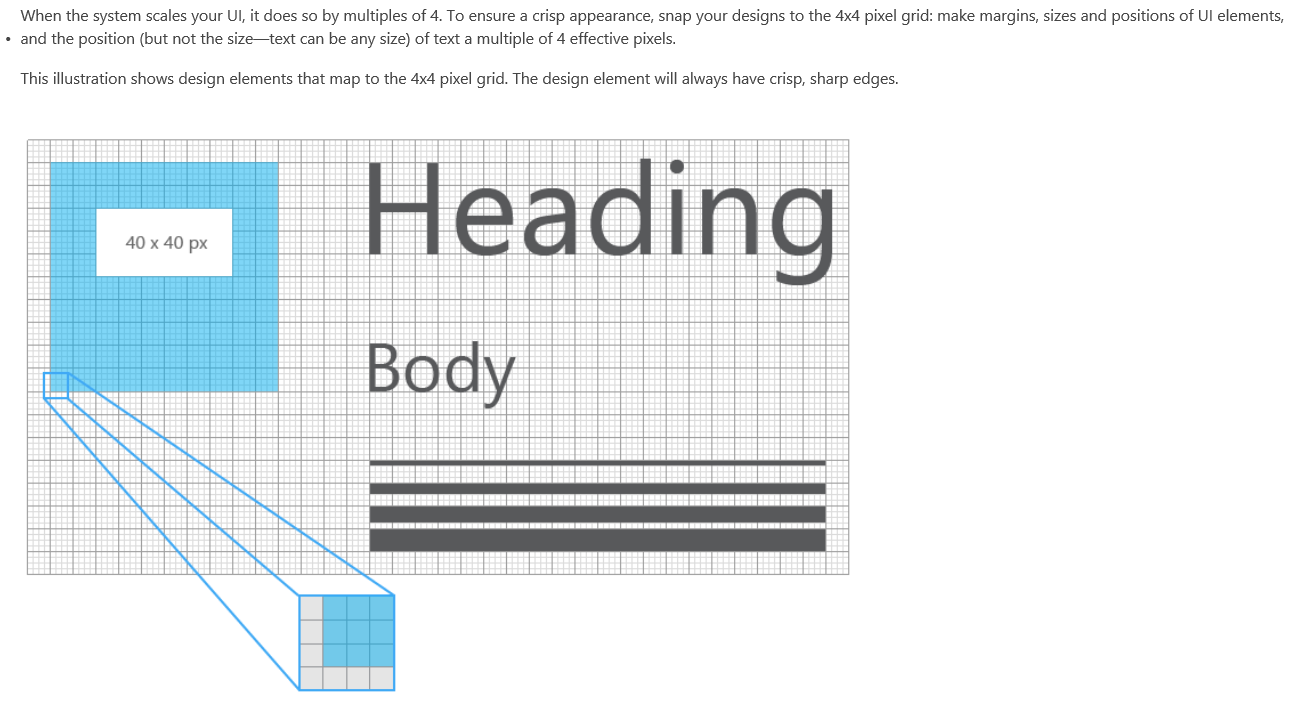 When the system scales your UI, it does so by multiples of 4. To ensure a crisp appearance, snap your designs to the 4x4 pixel grid: make margins, sizes and positions of UI elements,
• and the position (but not the size—text can be any size) of text a multiple of 4 effective pixels.
This illustration shows design elements that map to the 4x4 pixel grid. The design element will always have crisp, sharp edges.
Heading
40 x 40 px
Body